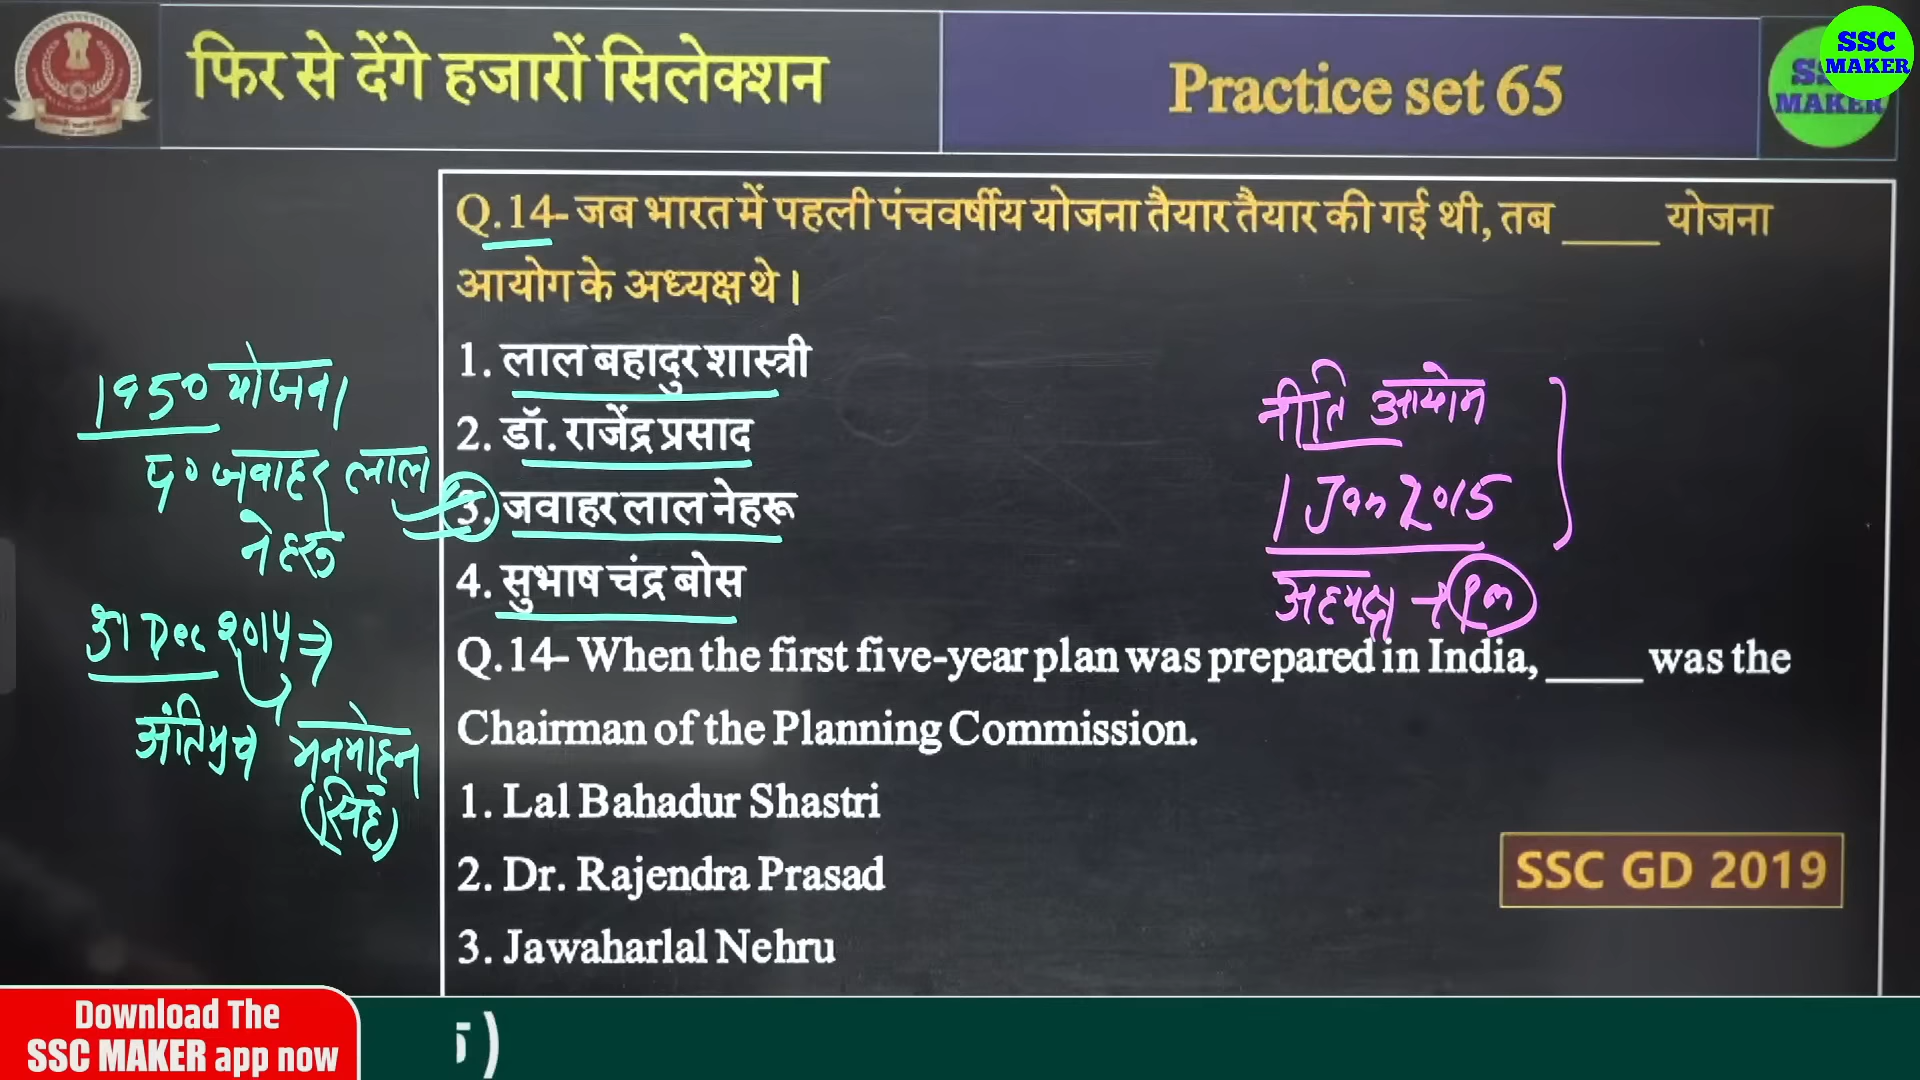 फिर से देंगे हजारों सिलेक्शन
Practice set 65
SSC
MAKER
MAKER
Q.14- जब भारत में पहली पंचवर्षीय योजना तैयार तैयार की गई थी, तब _____ योजना
आयोग के अध्यक्ष थे।
1. लाल बहादुर शास्त्री
2. डॉ. राजेंद्र प्रसाद
3. जवाहर लाल नेहरू
4. सुभाष चंद्र बोस
1950 योजना
पं० जवाहर लाल
नेहरु
31 Dec 2014 ⇒
मनमोहन
(सिंह)
नीति आयोग
1 Jan 2015
अध्यक्ष → PM
Q.14- When the first five-year plan was prepared in India, _____ was the
Chairman of the Planning Commission.
1. Lal Bahadur Shastri
2. Dr. Rajendra Prasad
3. Jawaharlal Nehru
SSC GD 2019
Download The
SSC MAKER app now